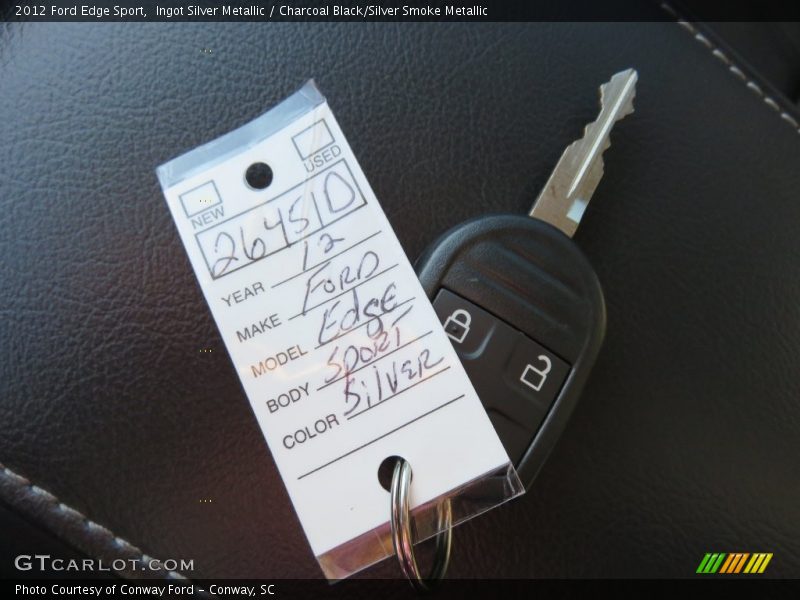 2012 Ford Edge Sport, Ingot Silver Metallic / Charcoal Black/Silver Smoke Metallic
NEW USED
26451D
YEAR 12
MAKE FORD
MODEL Edge
BODY SPORT
COLOR SilvER
GTCARLOT.COM
Photo Courtesy of Conway Ford – Conway, SC